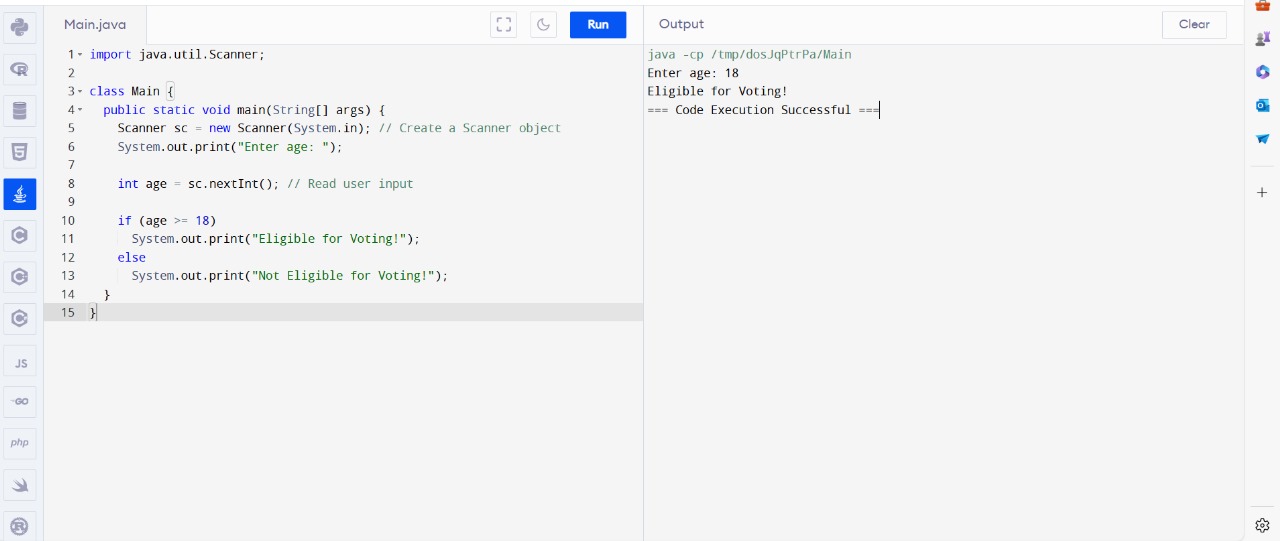 Main.java
Run
1 import java.util.Scanner;
2
3 class Main {
4 public static void main(String[] args) {
5 Scanner sc = new Scanner(System.in); // Create a Scanner object
6 System.out.print("Enter age: ");
7
8 int age = sc.nextInt(); // Read user input
9
10 if (age >= 18)
11 System.out.print("Eligible for Voting!");
12 else
13 System.out.print("Not Eligible for Voting!");
14 }
15 }
Output
Clear
java -cp /tmp/dosJqPtrPa/Main
Enter age: 18
Eligible for Voting!
=== Code Execution Successful ===
R
5
C
C
C
JS
GO
php
R